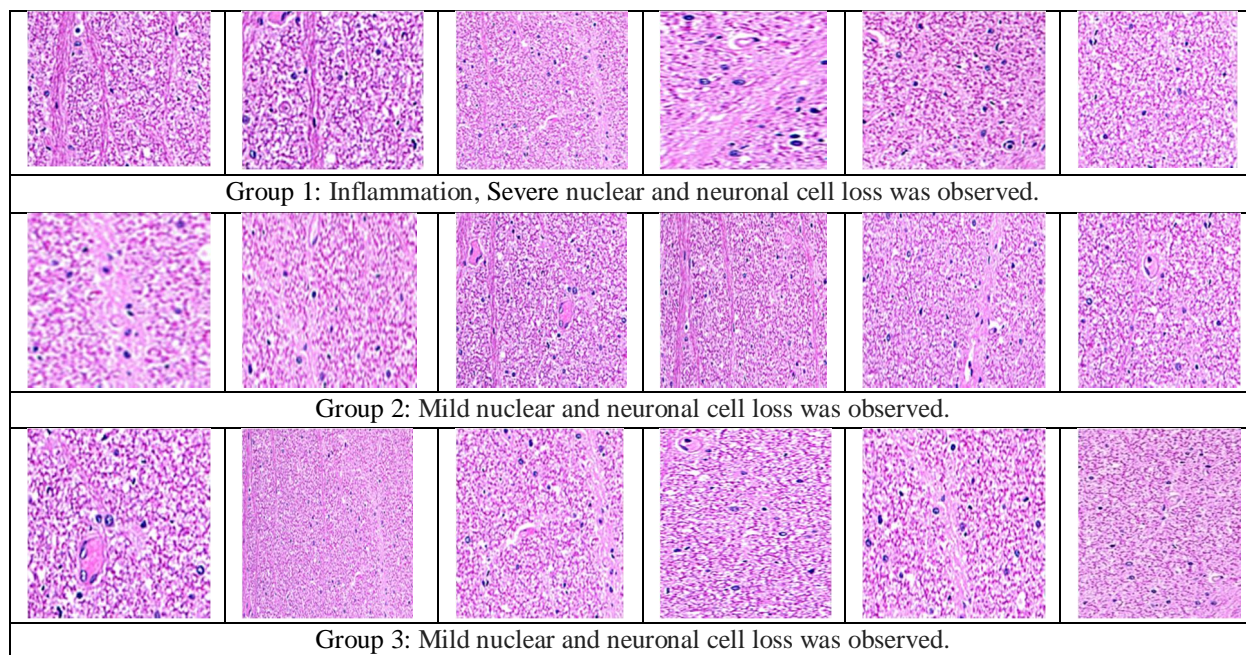 Group 1: Inflammation, Severe nuclear and neuronal cell loss was observed.
Group 2: Mild nuclear and neuronal cell loss was observed.
Group 3: Mild nuclear and neuronal cell loss was observed.